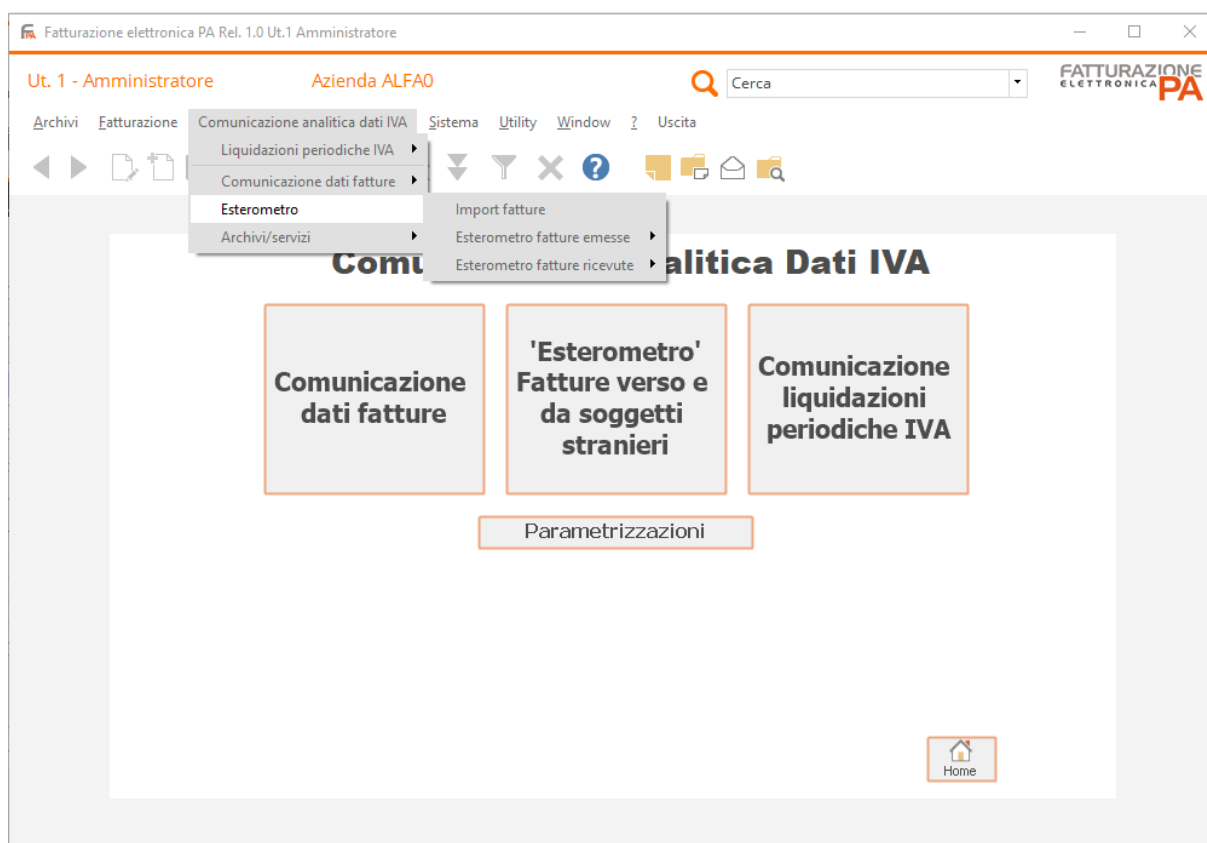 Fatturazione elettronica PA Rel. 1.0 Ut.1 Amministratore
Ut. 1 - Amministratore Azienda ALFA0 Cerca FATTURAZIONE
ELETTRONICA PA
Archivi Fatturazione Comunicazione analitica dati IVA Sistema Utility Window ? Uscita
Liquidazioni periodiche IVA
Comunicazione dati fatture
Esterometro
Archivi/servizi
Import fatture
Esterometro fatture emesse
Esterometro fatture ricevute
alitica Dati IVA
Comunicazione
dati fatture
'Esterometro'
Fatture verso e
da soggetti
stranieri
Comunicazione
liquidazioni
periodiche IVA
Parametrizzazioni
Home